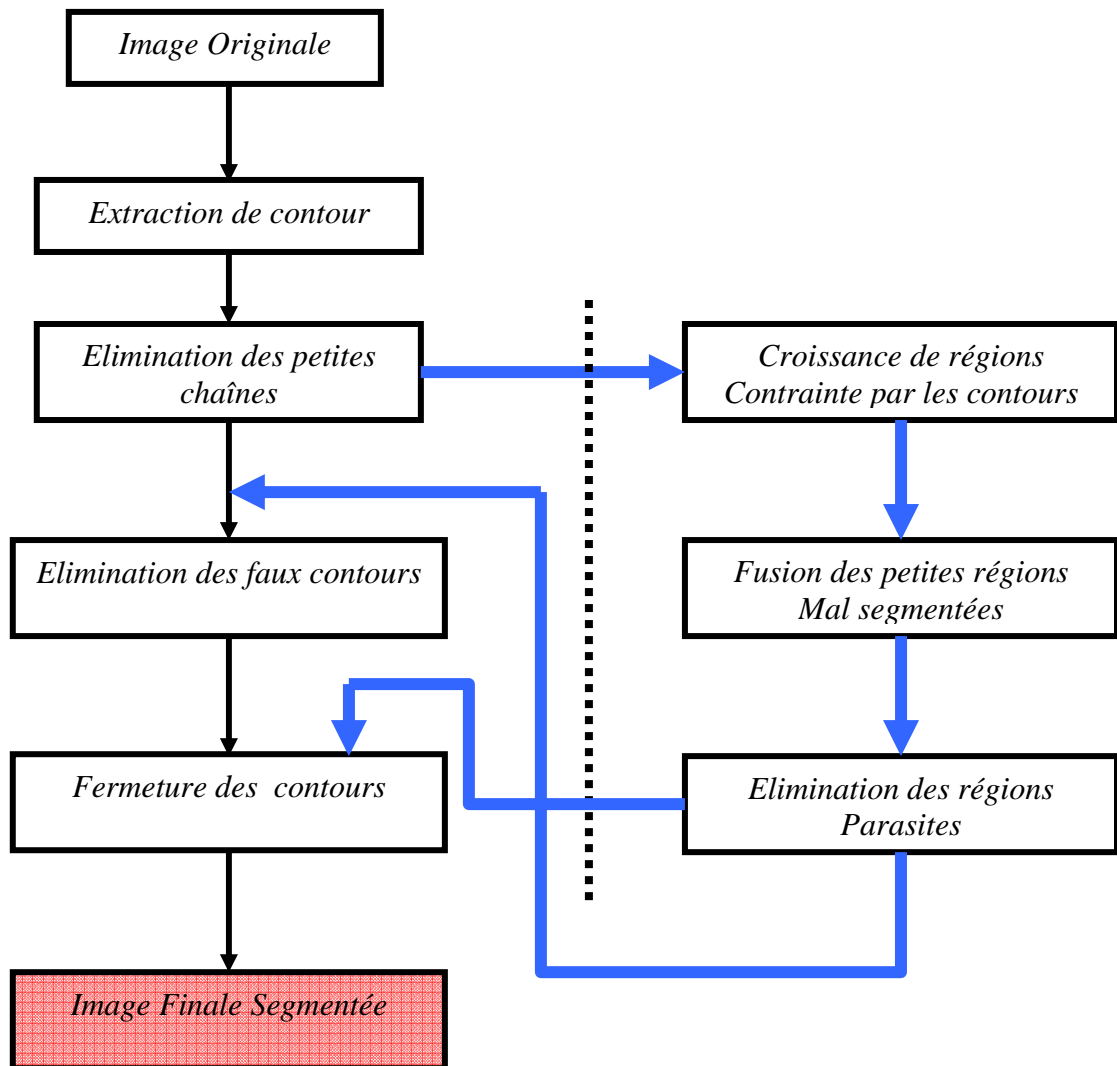 Image Originale
Extraction de contour
Elimination des petites
chaînes
Croissance de régions
Contrainte par les contours
Elimination des faux contours
Fusion des petites régions
Mal segmentées
Fermeture des  contours
Elimination des régions
Parasites
Image Finale Segmentée